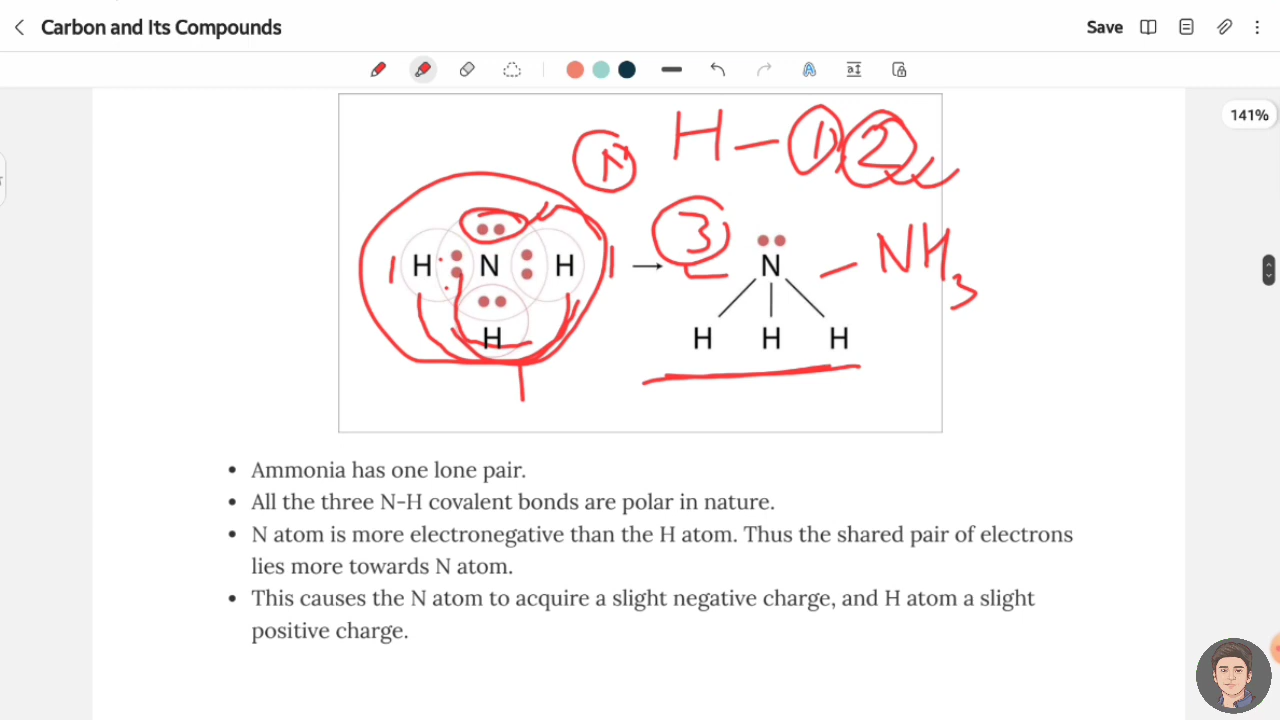 Carbon and Its Compounds
Save
141%
H - 1 2
N
3
H N H
N - NH3
H
H H H
• Ammonia has one lone pair.
• All the three N-H covalent bonds are polar in nature.
• N atom is more electronegative than the H atom. Thus the shared pair of electrons
lies more towards N atom.
• This causes the N atom to acquire a slight negative charge, and H atom a slight
positive charge.